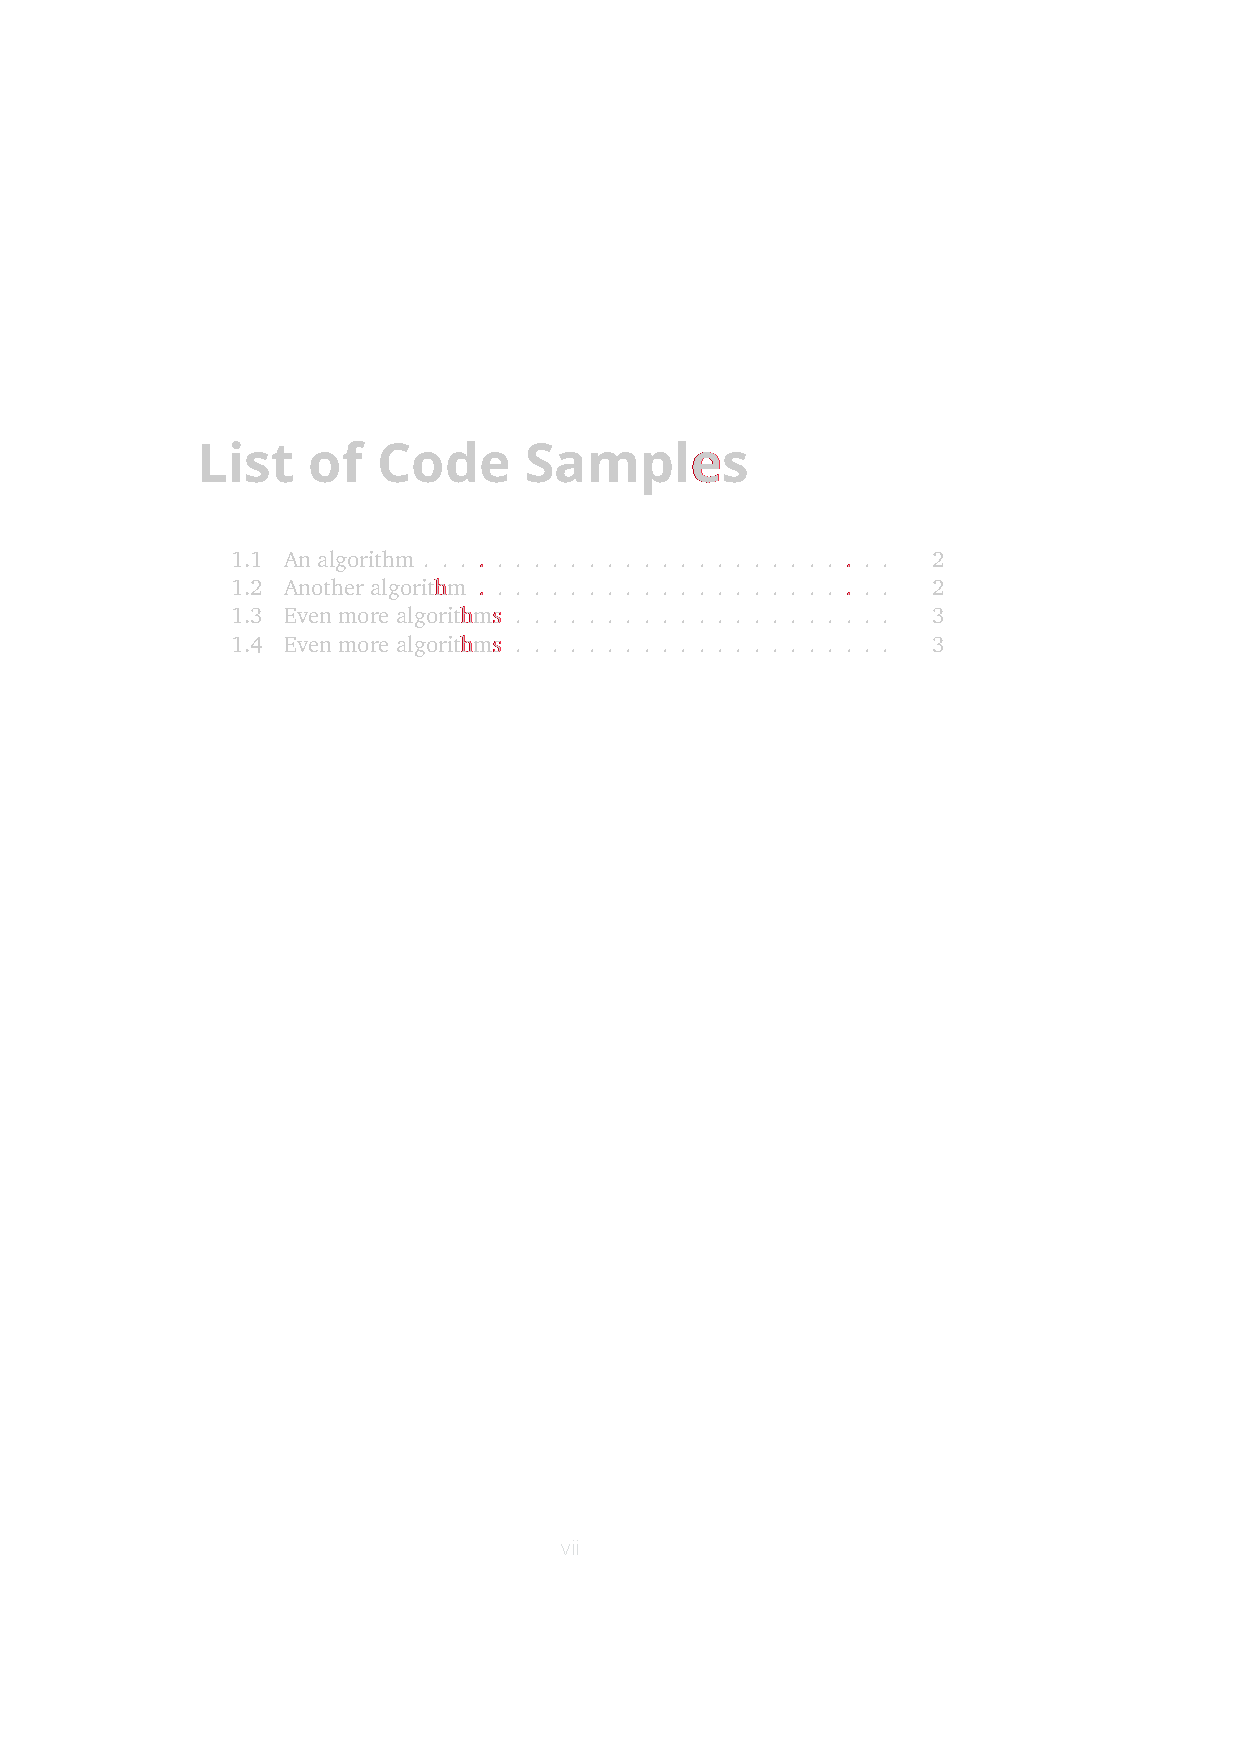 List of Code Samples
1.1 An algorithm . . . . . . . . . . . . . . . . . . . . . . . . . . 2
1.2 Another algorithm . . . . . . . . . . . . . . . . . . . . . . . 2
1.3 Even more algorithms . . . . . . . . . . . . . . . . . . . . . 3
1.4 Even more algorithms . . . . . . . . . . . . . . . . . . . . . 3
vii